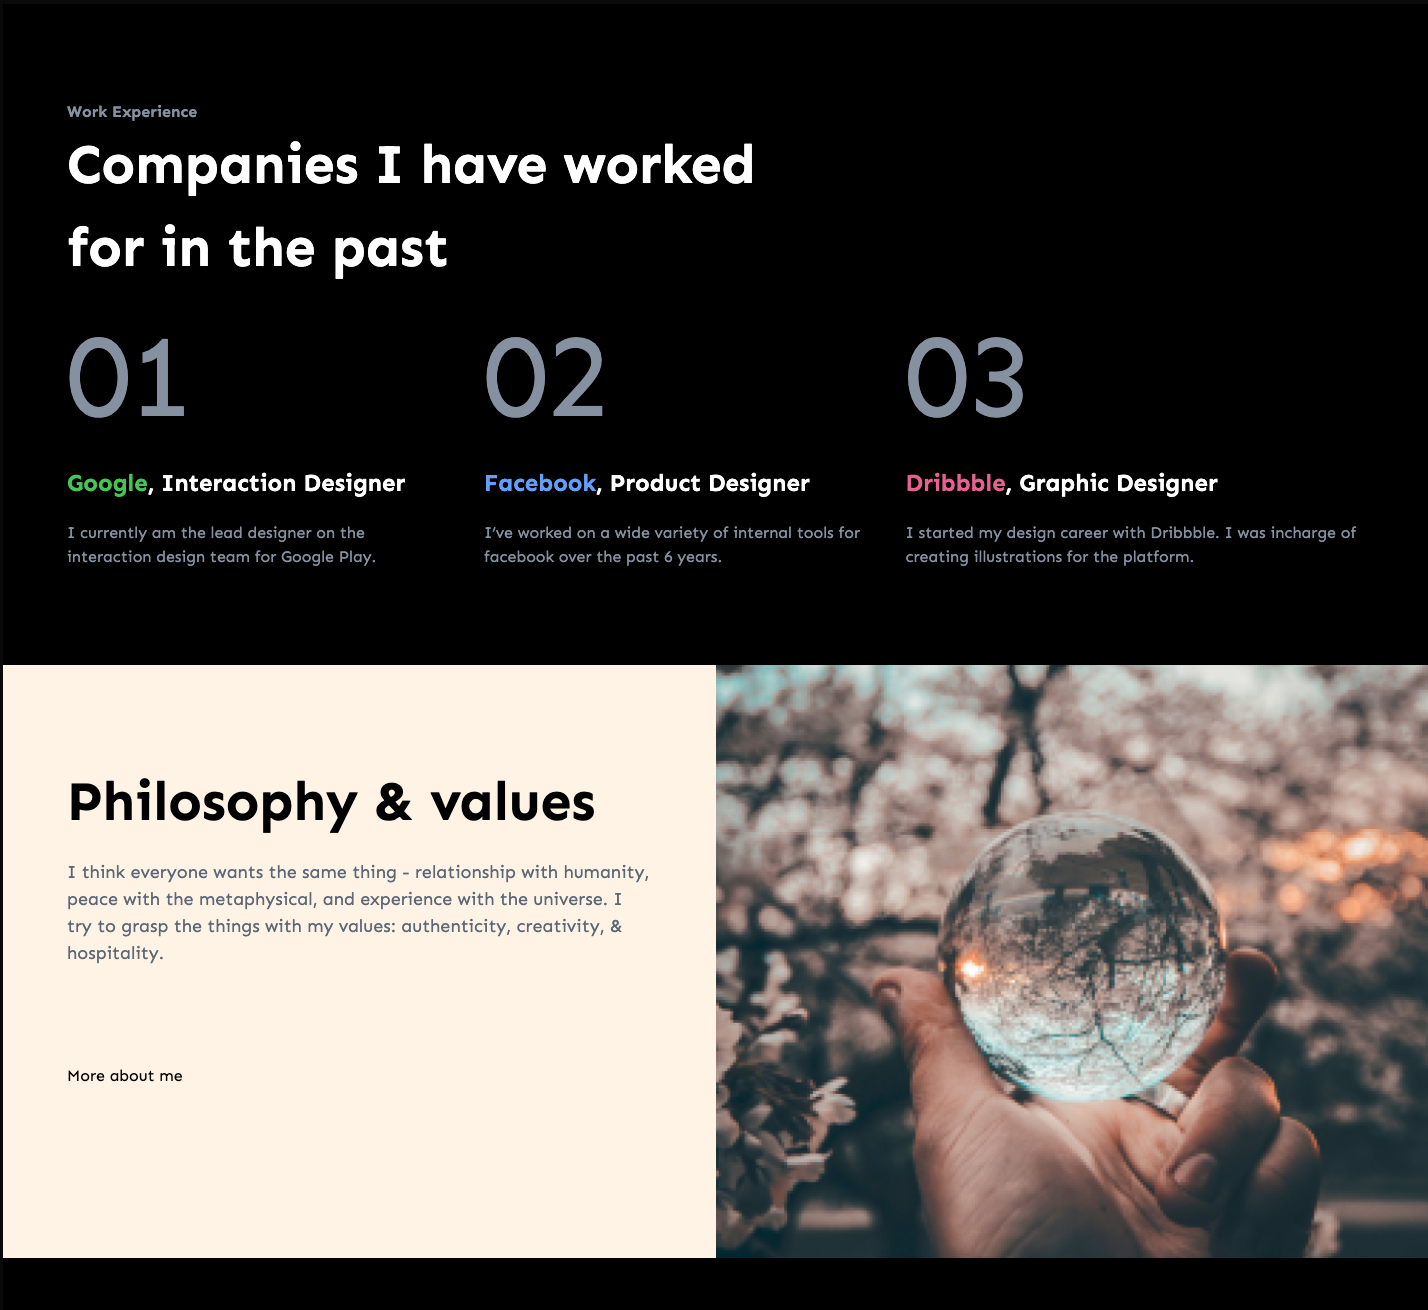 Work Experience
Companies I have worked
for in the past
01
02
03
Google, Interaction Designer
I currently am the lead designer on the
interaction design team for Google Play.
Facebook, Product Designer
I’ve worked on a wide variety of internal tools for
facebook over the past 6 years.
Dribbble, Graphic Designer
I started my design career with Dribbble. I was incharge of
creating illustrations for the platform.
Philosophy & values
I think everyone wants the same thing - relationship with humanity,
peace with the metaphysical, and experience with the universe. I
try to grasp the things with my values: authenticity, creativity, &
hospitality.
More about me